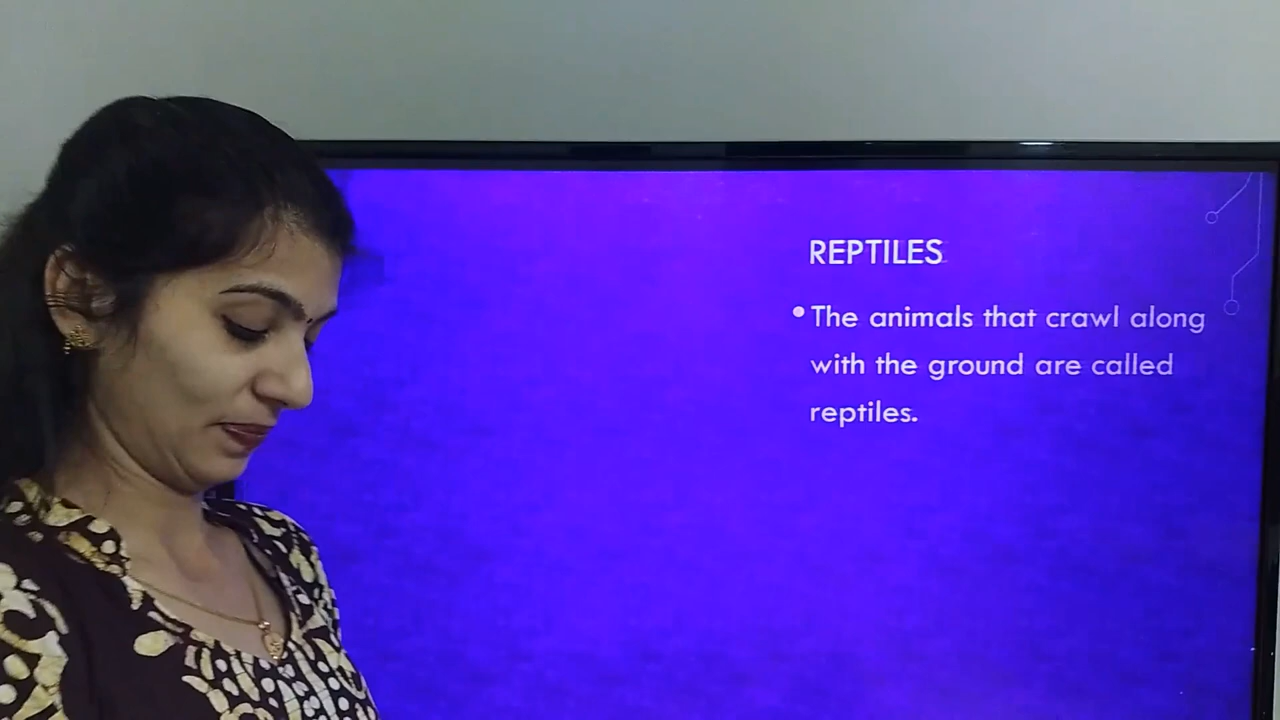 REPTILES
• The animals that crawl along
with the ground are called
reptiles.